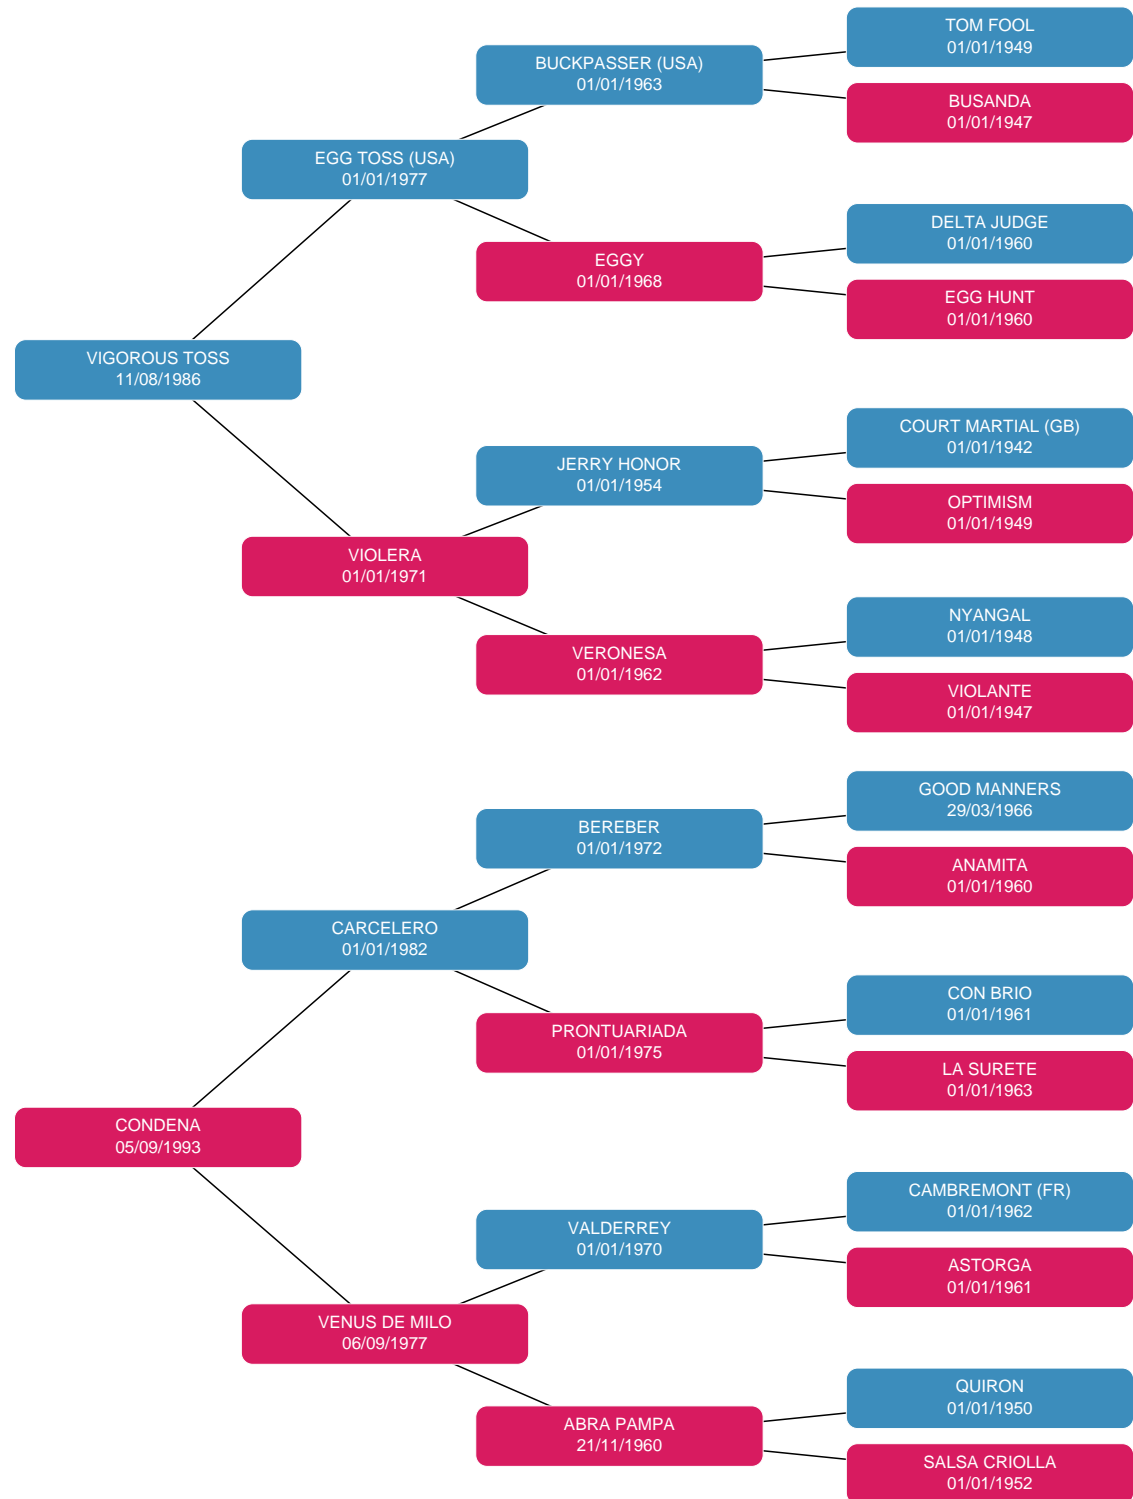 TOM FOOL
01/01/1949
BUCKPASSER (USA)
01/01/1963
BUSANDA
01/01/1947
EGG TOSS (USA)
01/01/1977
DELTA JUDGE
01/01/1960
EGGY
01/01/1968
EGG HUNT
01/01/1960
VIGOROUS TOSS
11/08/1986
COURT MARTIAL (GB)
01/01/1942
JERRY HONOR
01/01/1954
OPTIMISM
01/01/1949
VIOLERA
01/01/1971
NYANGAL
01/01/1948
VERONESA
01/01/1962
VIOLANTE
01/01/1947
GOOD MANNERS
29/03/1966
BEREBER
01/01/1972
ANAMITA
01/01/1960
CARCELERO
01/01/1982
CON BRIO
01/01/1961
PRONTUARIADA
01/01/1975
LA SURETE
01/01/1963
CONDENA
05/09/1993
CAMBREMONT (FR)
01/01/1962
VALDERREY
01/01/1970
ASTORGA
01/01/1961
VENUS DE MILO
06/09/1977
QUIRON
01/01/1950
ABRA PAMPA
21/11/1960
SALSA CRIOLLA
01/01/1952